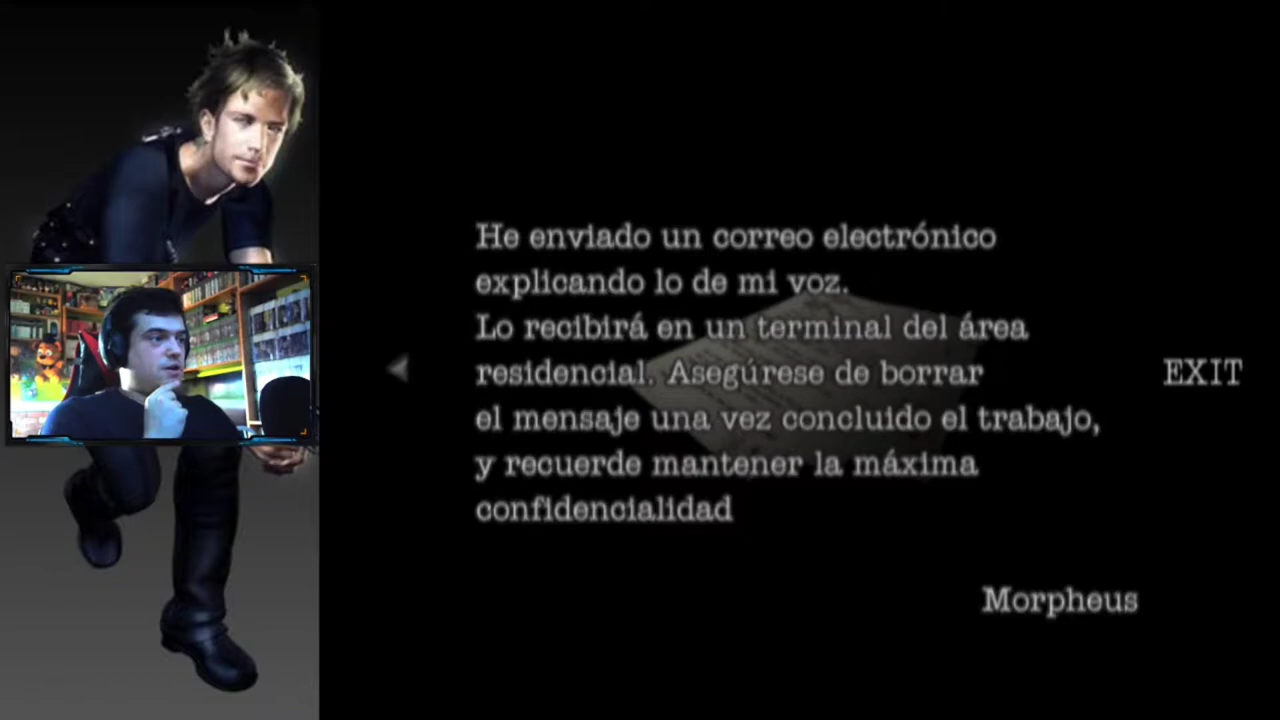 He enviado un correo electrónico
explicando lo de mi voz.
Lo recibirá en un terminal del área
residencial. Asegúrese de borrar
el mensaje una vez concluido el trabajo,
y recuerde mantener la máxima
confidencialidad
EXIT
Morpheus